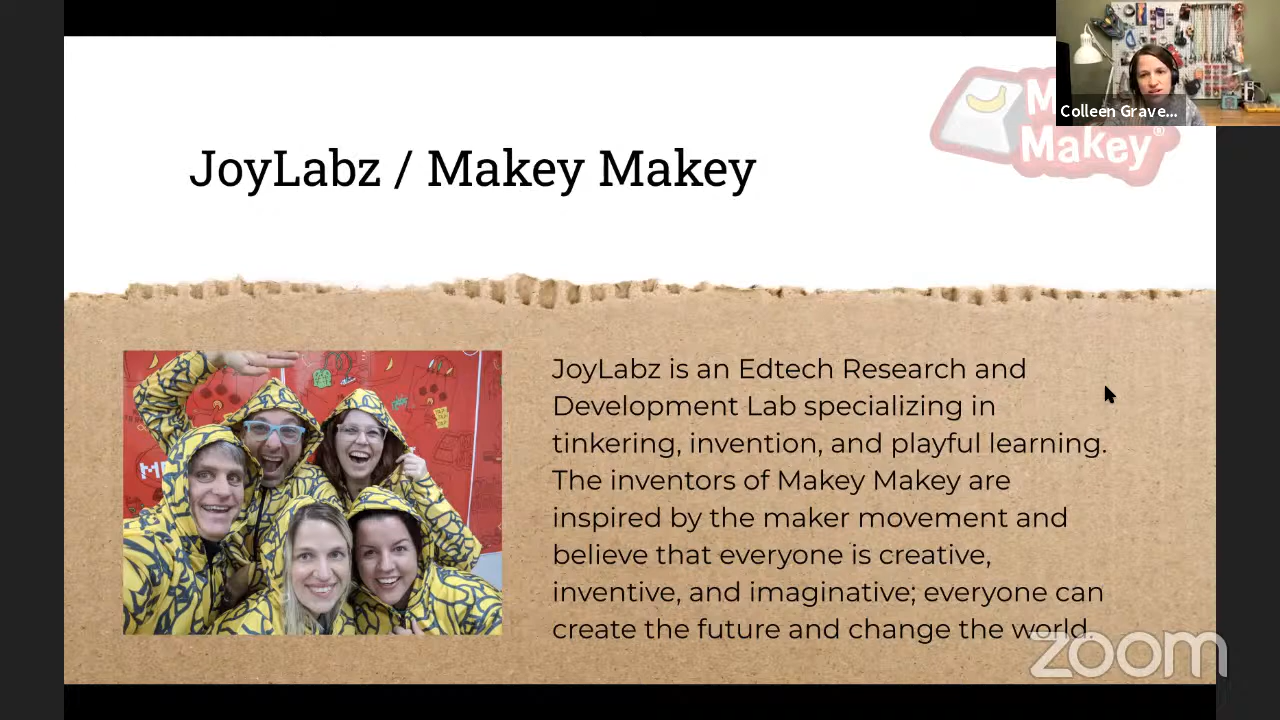 Colleen Grave...
M
Makey®
JoyLabz / Makey Makey
JoyLabz is an Edtech Research and
Development Lab specializing in
tinkering, invention, and playful learning.
The inventors of Makey Makey are
inspired by the maker movement and
believe that everyone is creative,
inventive, and imaginative; everyone can
create the future and change the world.
zoom